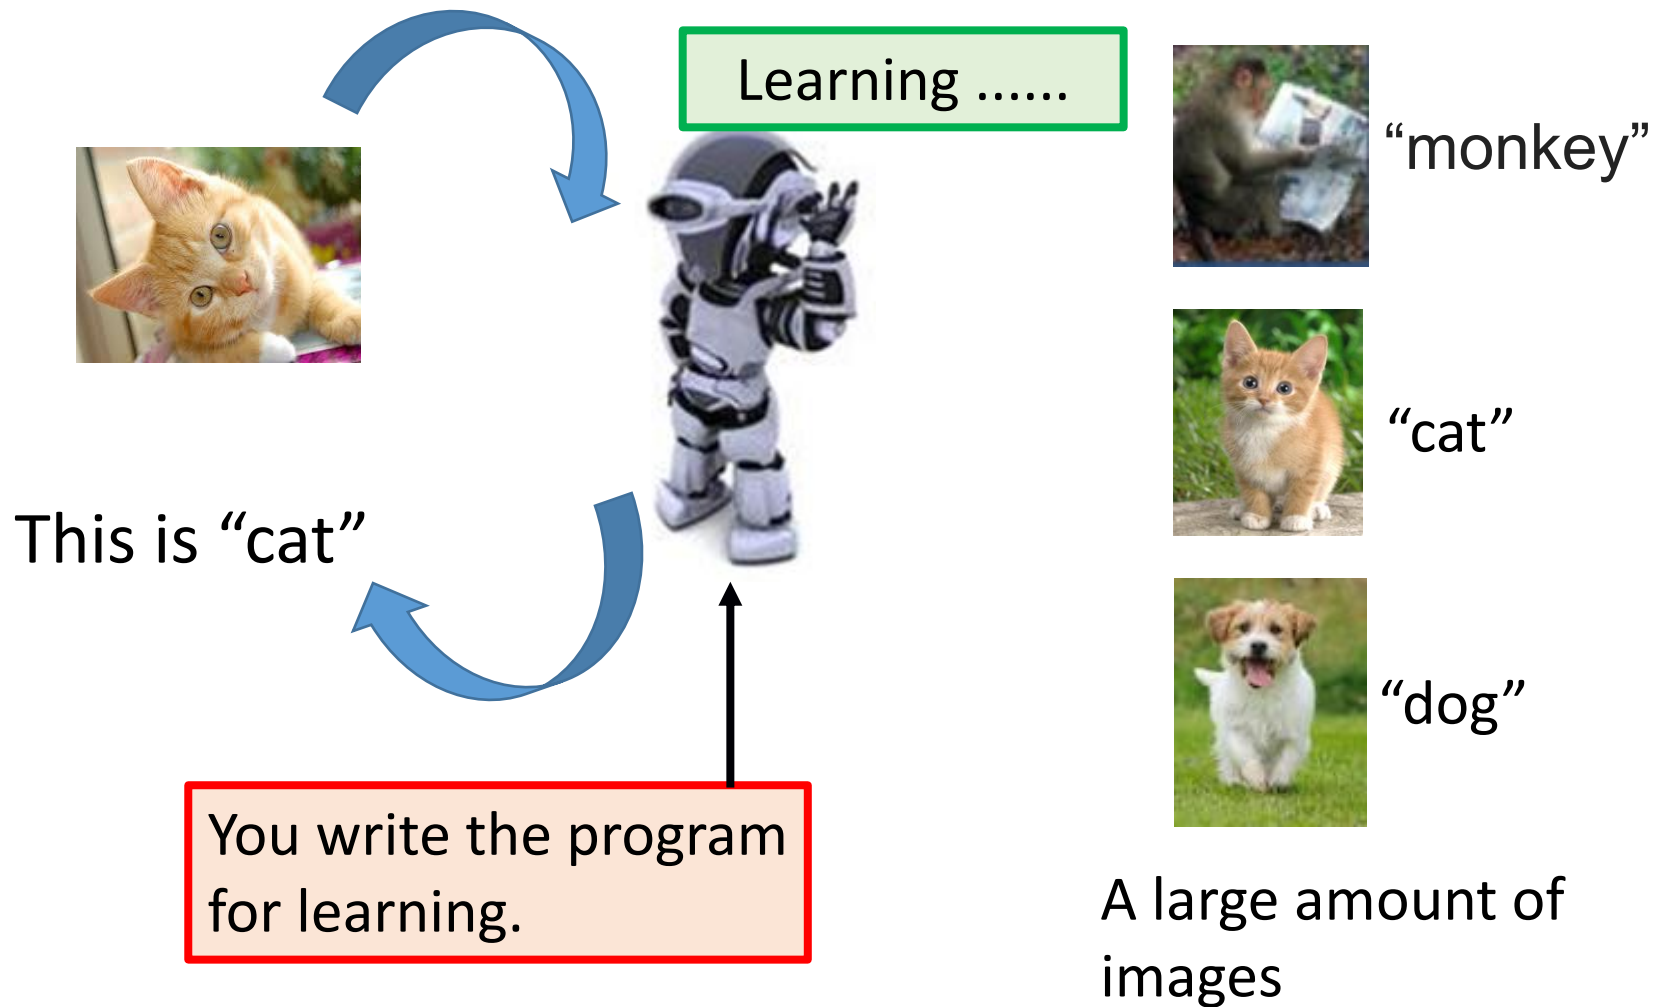 Learning ......
“monkey”
“cat”
This is “cat”
“dog”
You write the program
for learning.
A large amount of
images